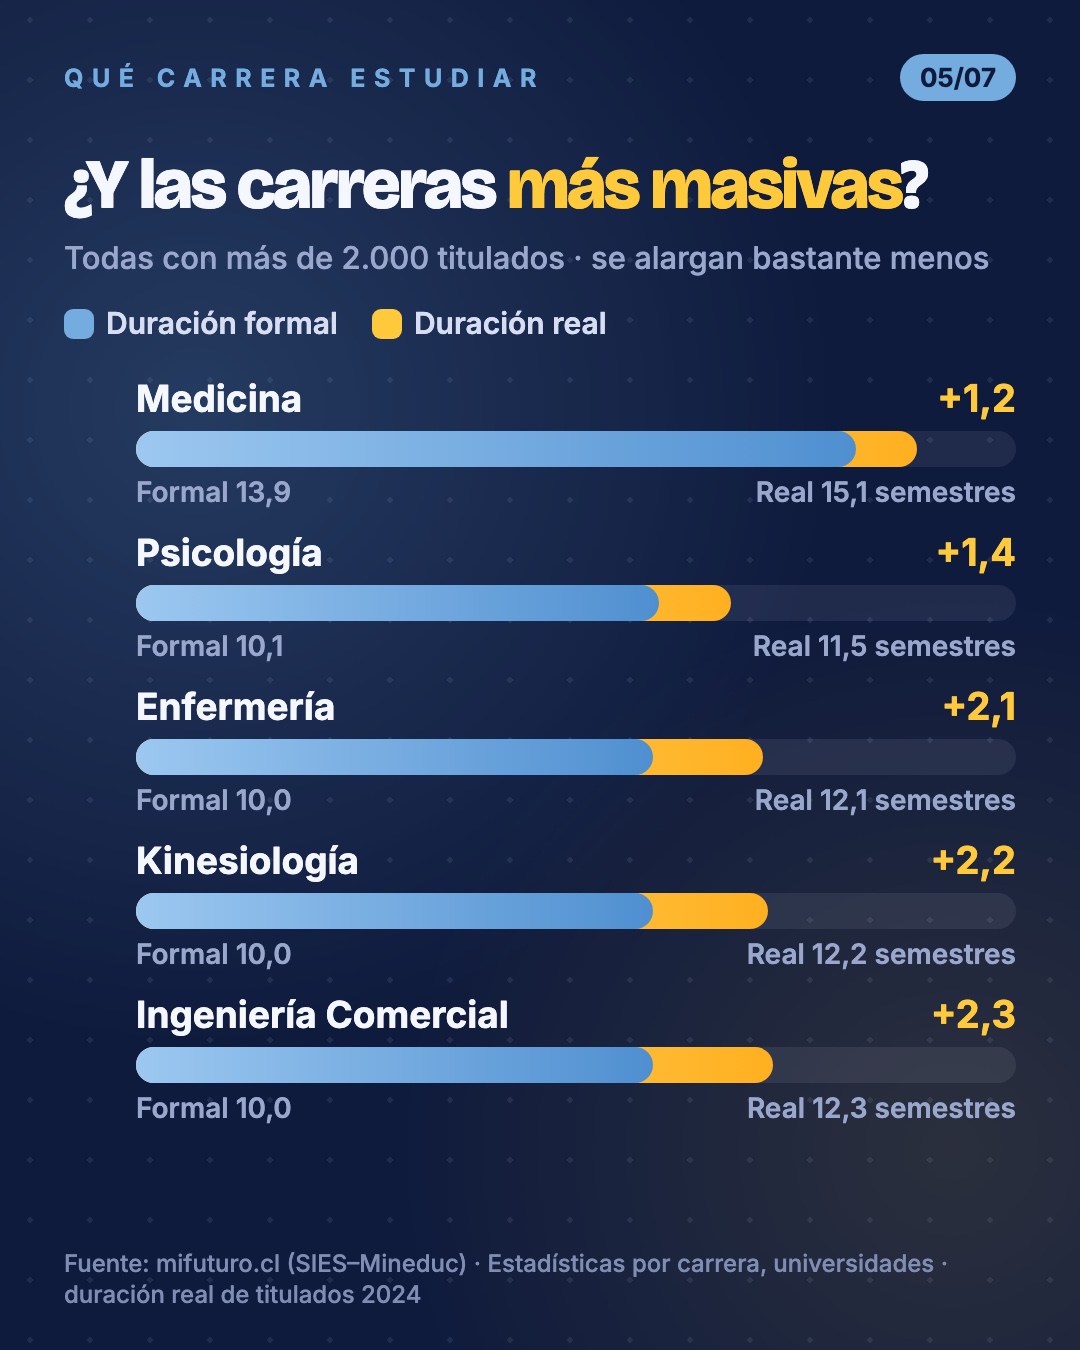 QUÉ CARRERA ESTUDIAR
05/07
¿Y las carreras más masivas?
Todas con más de 2.000 titulados · se alargan bastante menos
Duración formal Duración real
Medicina +1,2
Formal 13,9 Real 15,1 semestres
Psicología +1,4
Formal 10,1 Real 11,5 semestres
Enfermería +2,1
Formal 10,0 Real 12,1 semestres
Kinesiología +2,2
Formal 10,0 Real 12,2 semestres
Ingeniería Comercial +2,3
Formal 10,0 Real 12,3 semestres
Fuente: mifuturo.cl (SIES–Mineduc) · Estadísticas por carrera, universidades ·
duración real de titulados 2024